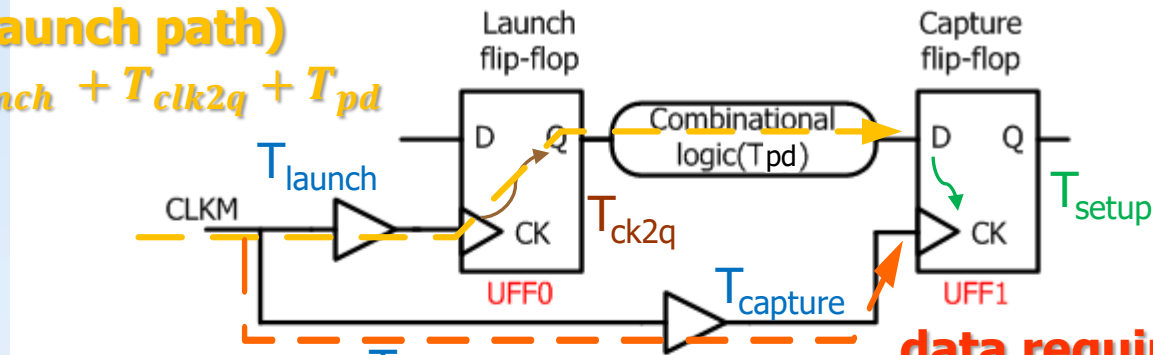 aunch path)
nch + Tclk2q + Tpd
Launch
flip-flop
Capture
flip-flop
D
Q
Combinational
logic(Tpd)
D
Q
Tlaunch
CLKM
CK
Tck2q
CK
Tsetup
UFF0
Tcapture
UFF1
T
data requir